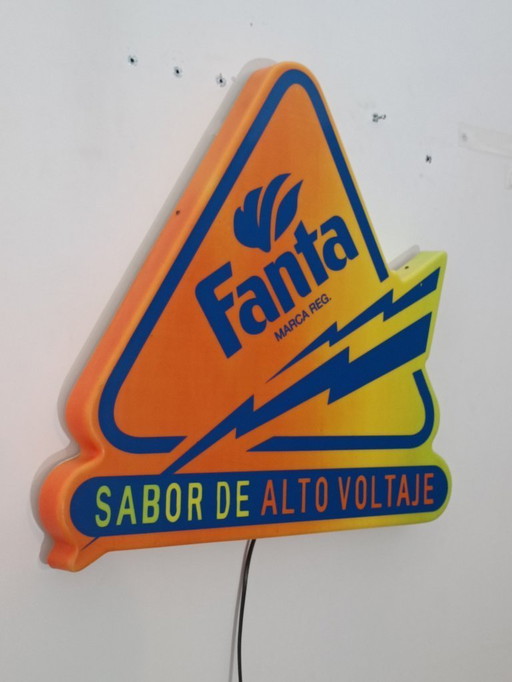 Fanta
MARCA REG.
SABOR DE ALTO VOLTAJE